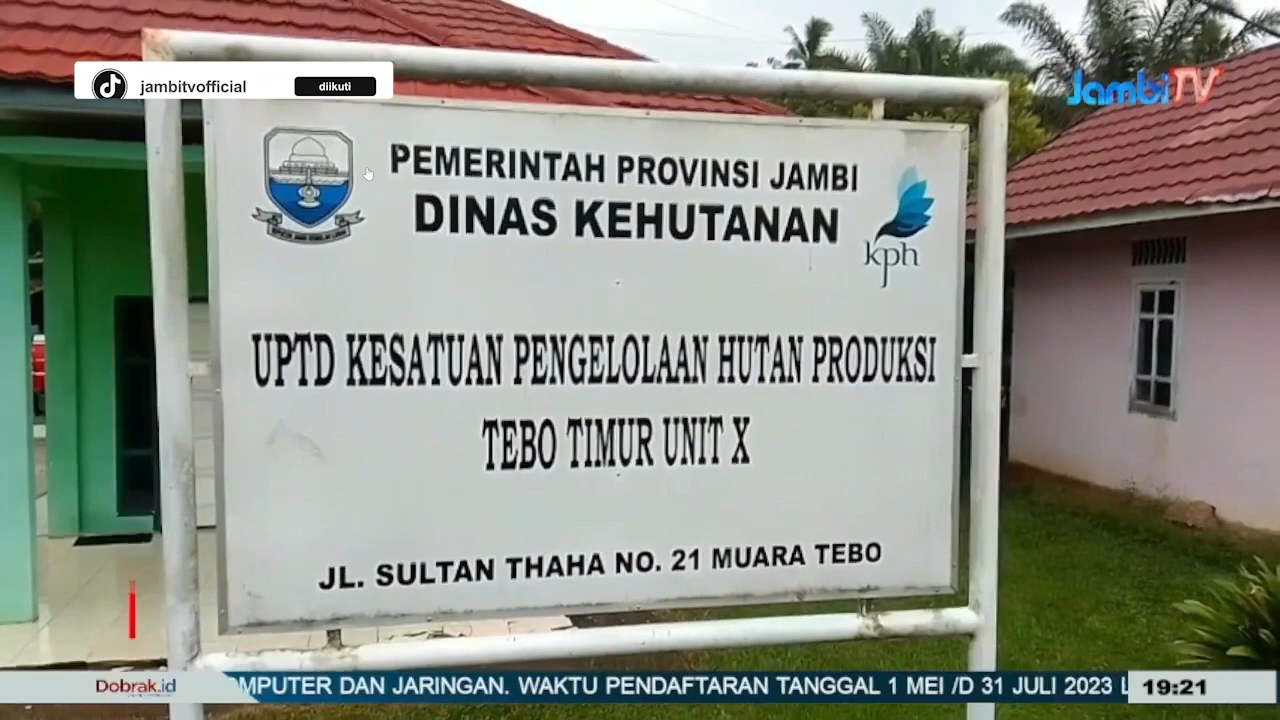 jambitvofficial
diikuti
JambiTV
PEMERINTAH PROVINSI JAMBI
DINAS KEHUTANAN
kph
UPTD KESATUAN PENGELOLAAN HUTAN PRODUKSI
TEBO TIMUR UNIT X
JL. SULTAN THAHA NO. 21 MUARA TEBO
Dobrak.id
OMPUTER DAN JARINGAN. WAKTU PENDAFTARAN TANGGAL 1 MEI /D 31 JULI 2023 L
19:21